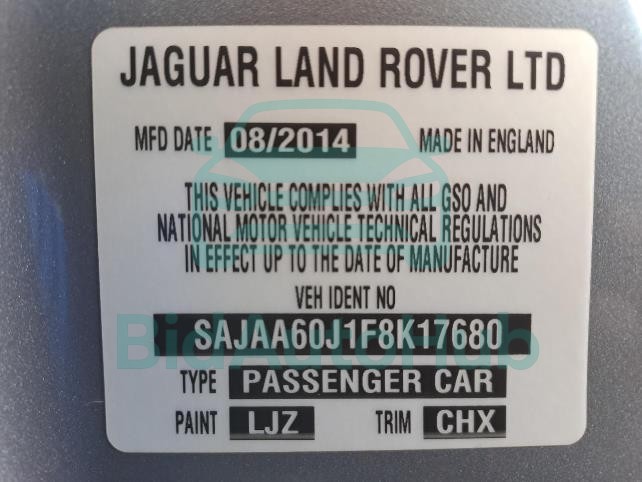 JAGUAR LAND ROVER LTD
MFD DATE 08/2014 MADE IN ENGLAND
THIS VEHICLE COMPLIES WITH ALL GSO AND
NATIONAL MOTOR VEHICLE TECHNICAL REGULATIONS
IN EFFECT UP TO THE DATE OF MANUFACTURE
VEH IDENT NO
SAJAA60J1F8K17680
BidAutoHub
TYPE PASSENGER CAR
PAINT LJZ TRIM CHX